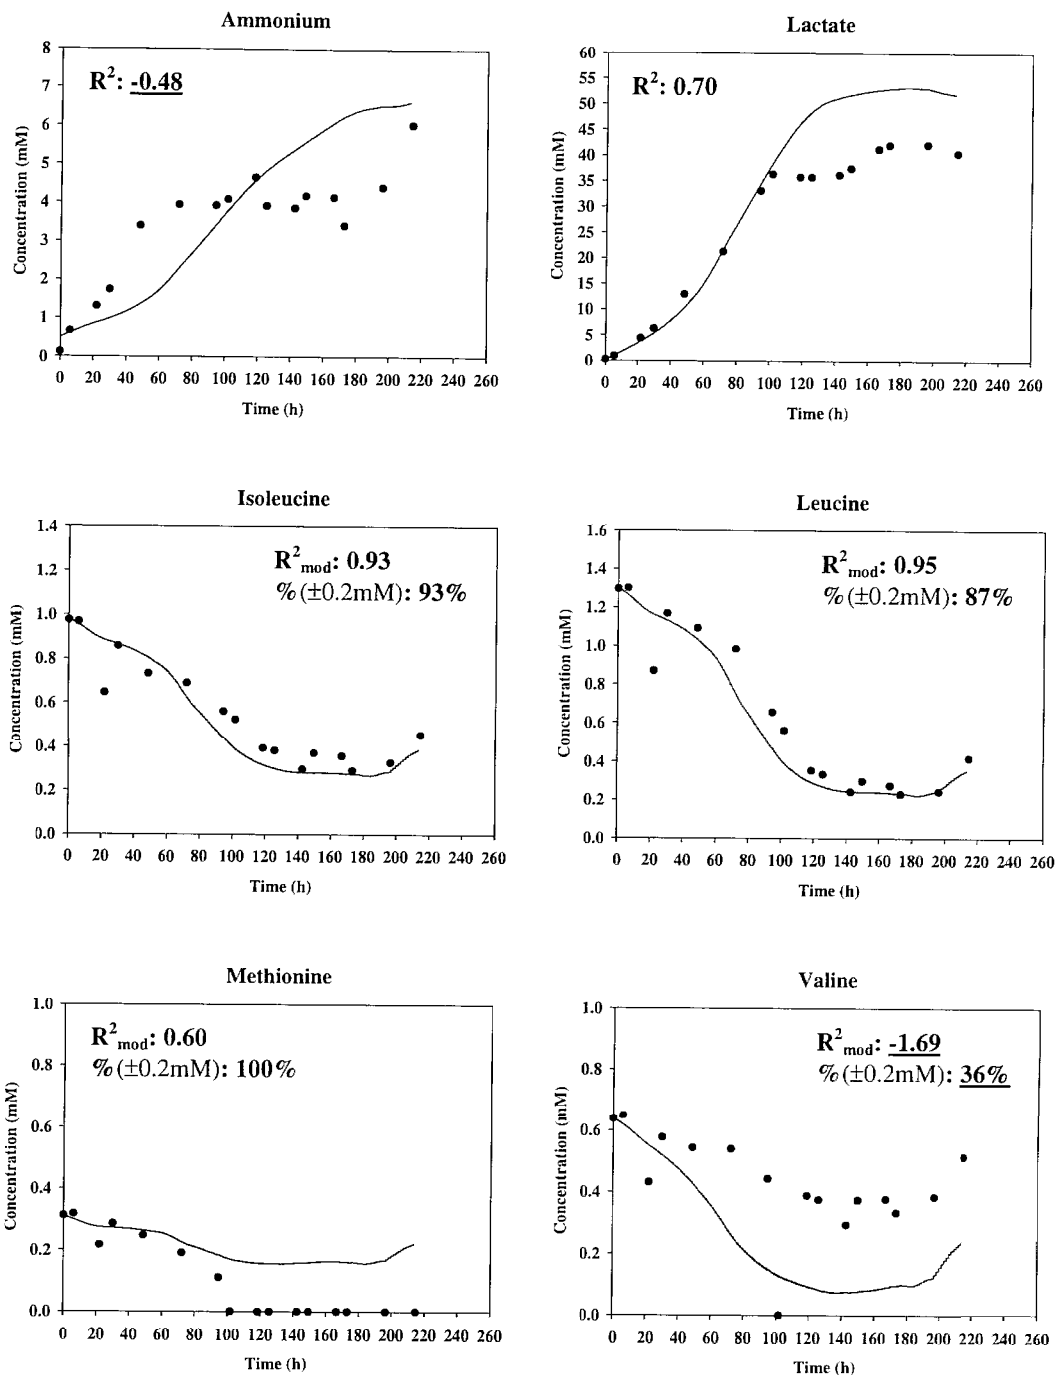 Ammonium
R²: -0.48
Concentration (mM)
8
7
6
5
4
3
2
1
0
0 20 40 60 80 100 120 140 160 180 200 220 240 260
Time (h)
Lactate
R²: 0.70
Concentration (mM)
60
55
50
45
40
35
30
25
20
15
10
5
0
0 20 40 60 80 100 120 140 160 180 200 220 240 260
Time (h)
Isoleucine
R²mod: 0.93
%(±0.2mM): 93%
Concentration (mM)
1.4
1.2
1.0
0.8
0.6
0.4
0.2
0.0
0 20 40 60 80 100 120 140 160 180 200 220 240 260
Time (h)
Leucine
R²mod: 0.95
%(±0.2mM): 87%
Concentration (mM)
1.6
1.4
1.2
1.0
0.8
0.6
0.4
0.2
0.0
0 20 40 60 80 100 120 140 160 180 200 220 240 260
Time (h)
Methionine
R²mod: 0.60
%(±0.2mM): 100%
Concentration (mM)
1.0
0.8
0.6
0.4
0.2
0.0
0 20 40 60 80 100 120 140 160 180 200 220 240 260
Time (h)
Valine
R²mod: -1.69
%(±0.2mM): 36%
Concentration (mM)
1.0
0.8
0.6
0.4
0.2
0.0
0 20 40 60 80 100 120 140 160 180 200 220 240 260
Time (h)